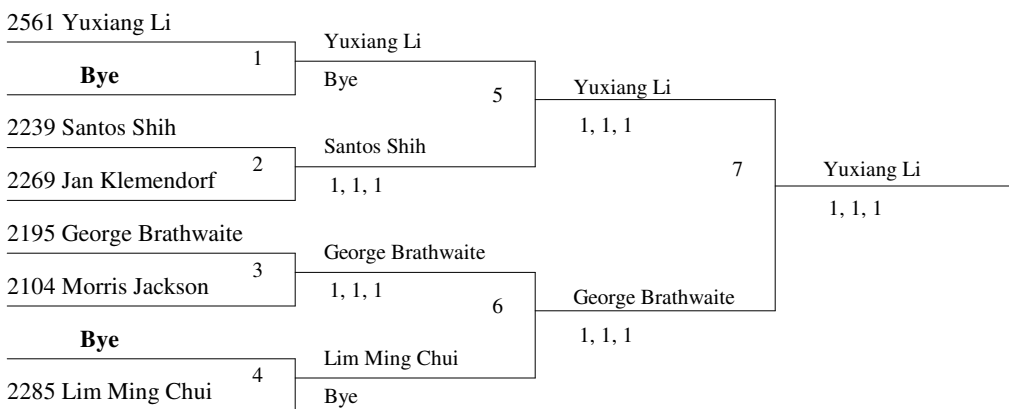 2561 Yuxiang Li
Bye
1
2239 Santos Shih
2269 Jan Klemendorf
2
2195 George Brathwaite
2104 Morris Jackson
3
Bye
2285 Lim Ming Chui
4
Yuxiang Li
Bye
5
Santos Shih
1, 1, 1
George Brathwaite
1, 1, 1
6
Lim Ming Chui
Bye
Yuxiang Li
1, 1, 1
7
George Brathwaite
1, 1, 1
Yuxiang Li
1, 1, 1